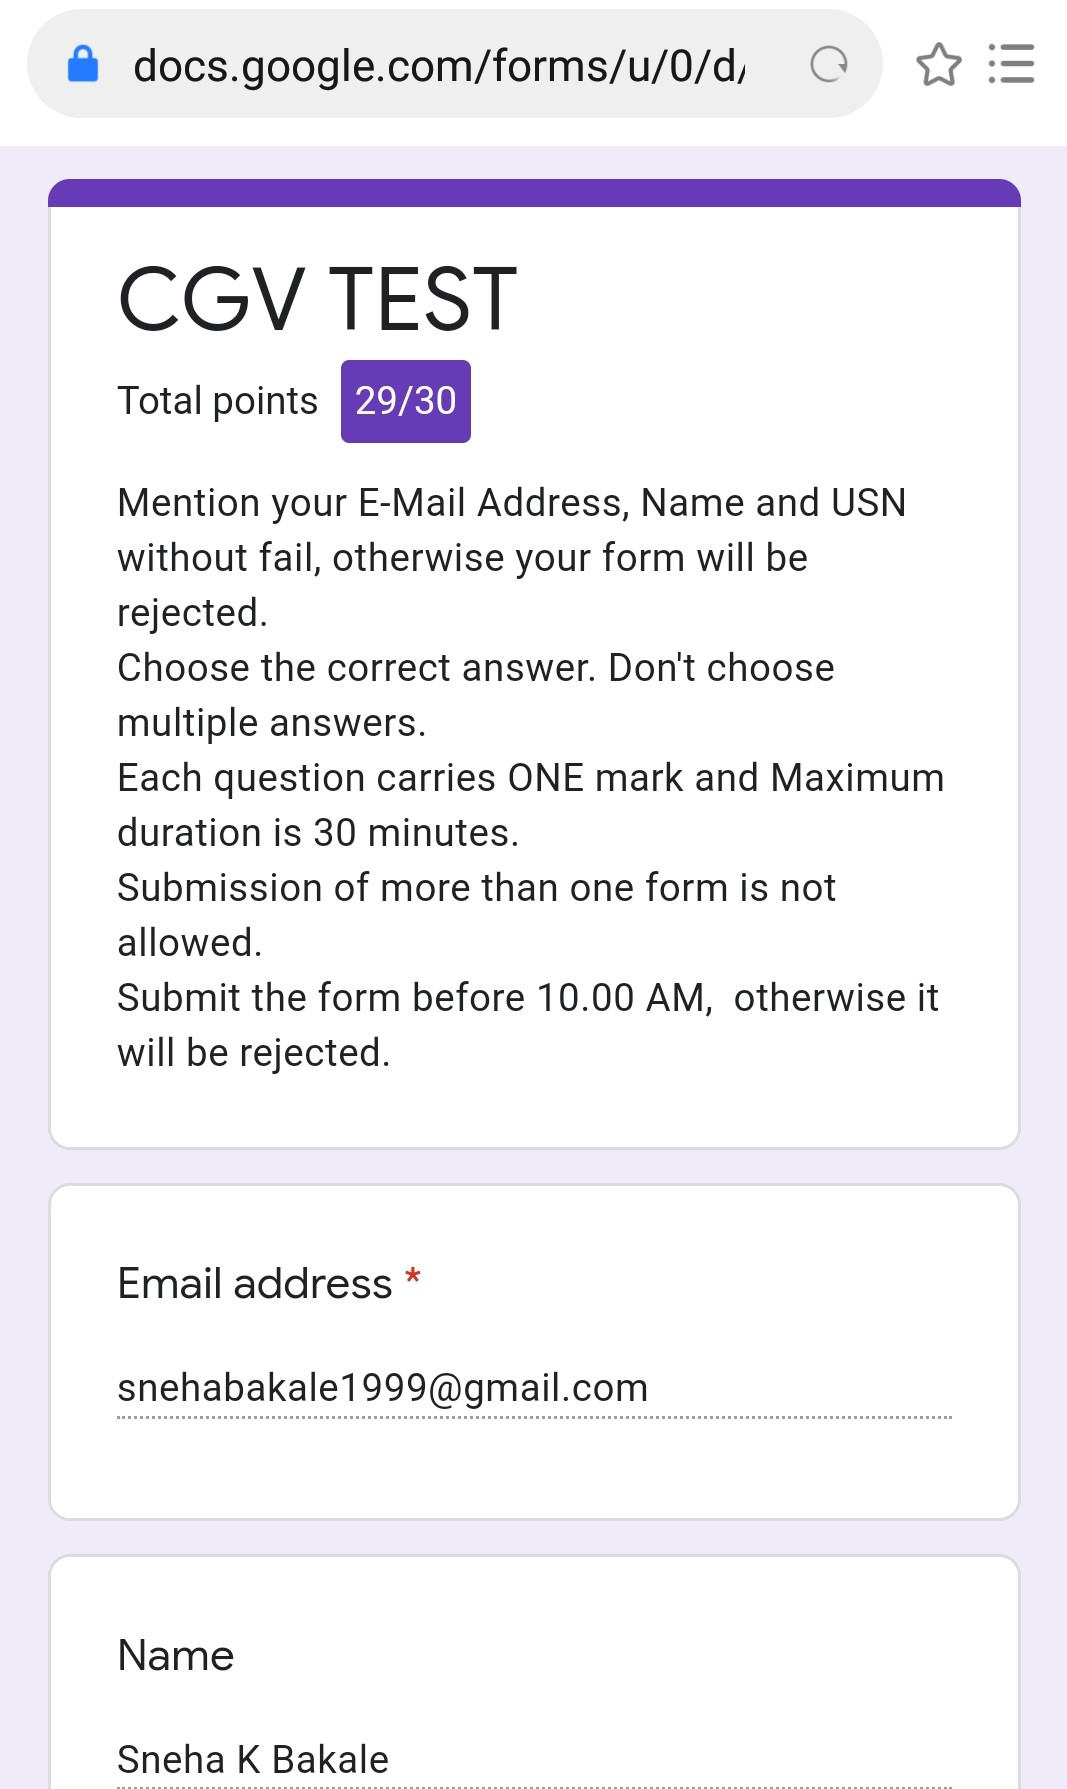 docs.google.com/forms/u/0/d/
CGV TEST
Total points 29/30
Mention your E-Mail Address, Name and USN
without fail, otherwise your form will be
rejected.
Choose the correct answer. Don't choose
multiple answers.
Each question carries ONE mark and Maximum
duration is 30 minutes.
Submission of more than one form is not
allowed.
Submit the form before 10.00 AM,  otherwise it
will be rejected.
Email address *
snehabakale1999@gmail.com
Name
Sneha K Bakale